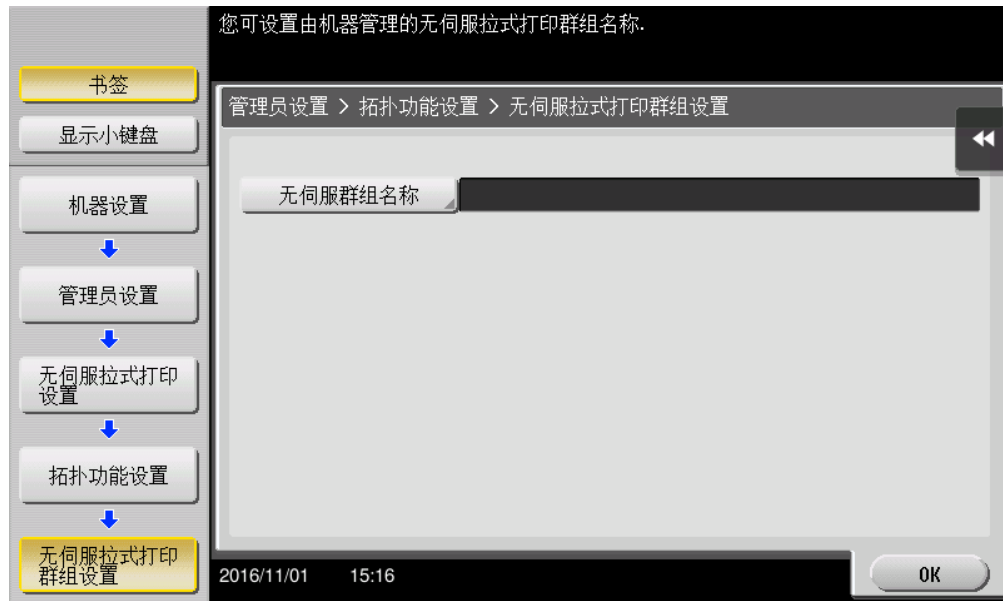 您可设置由机器管理的无伺服拉式打印群组名称.
书签
显示小键盘
机器设置
管理员设置
无伺服拉式打印
设置
拓扑功能设置
无伺服拉式打印
群组设置
管理员设置 > 拓扑功能设置 > 无伺服拉式打印群组设置
无伺服群组名称
2016/11/01 15:16
OK